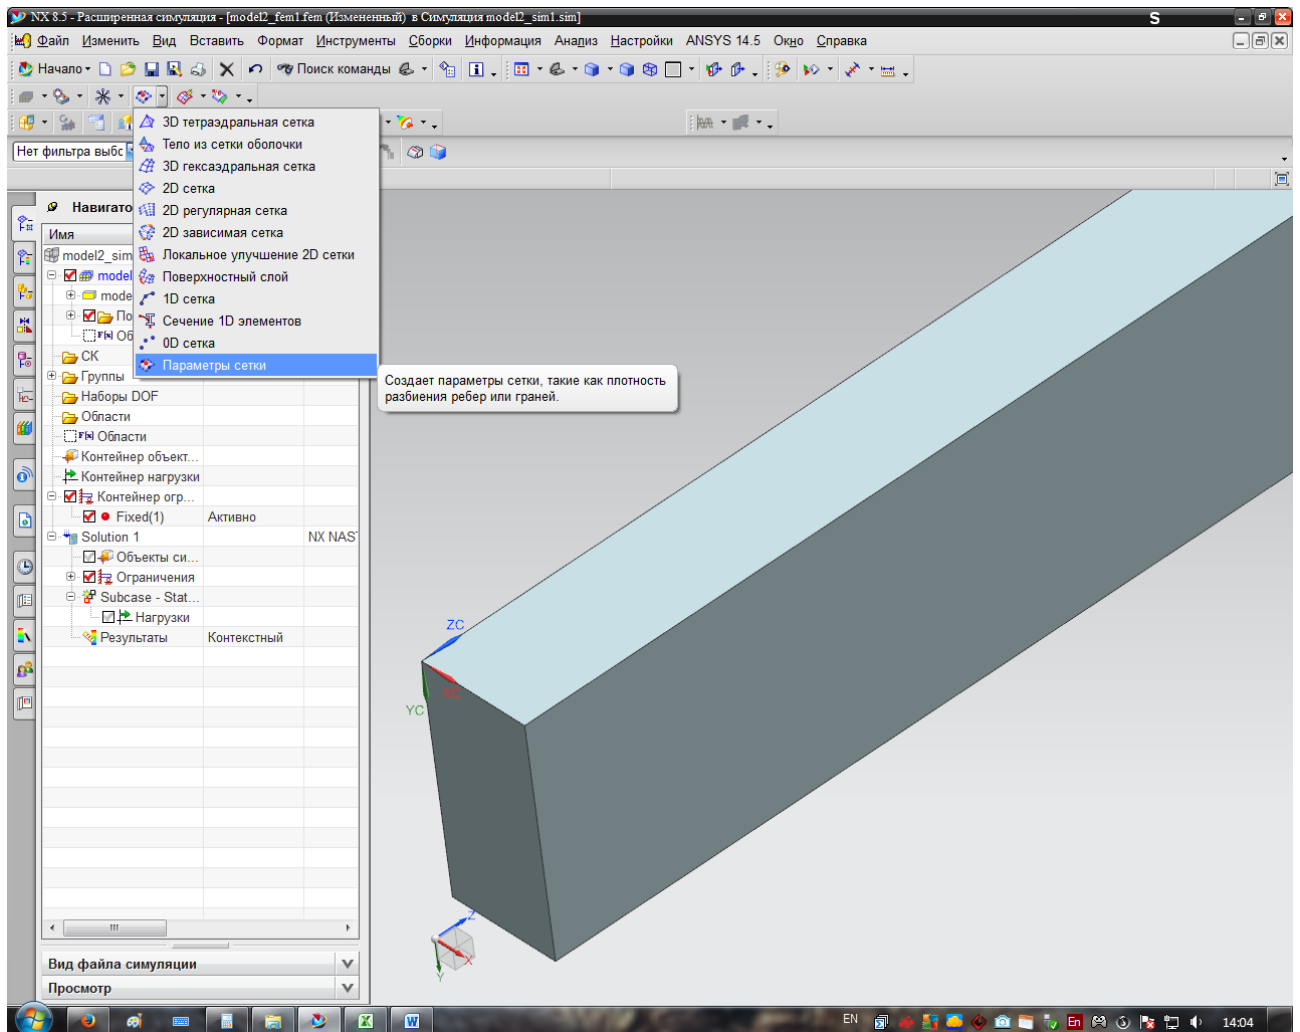 NX 8.5 - Расширенная симуляция - [model2_fem1.fem (Измененный) в Симуляция model2_sim1.sim]
S
Файл Изменить Вид Вставить Формат Инструменты Сборки Информация Анализ Настройки ANSYS 14.5 Окно Справка
Начало Поиск команды
3D тетраэдральная сетка
Нет фильтра выбс
Тело из сетки оболочки
3D гексаэдральная сетка
2D сетка
2D регулярная сетка
2D зависимая сетка
Локальное улучшение 2D сетки
Поверхностный слой
1D сетка
Сечение 1D элементов
0D сетка
Параметры сетки
Создает параметры сетки, такие как плотность
разбиения ребер или граней.
Навигато
Имя
model2_sim
model
mode
По
Об
СК
Группы
Наборы DOF
Области
Области
Контейнер объект...
Контейнер нагрузки
Контейнер огр...
Fixed(1) Активно
Solution 1 NX NAS
Объекты си...
Ограничения
Subcase - Stat...
Нагрузки
Результаты Контекстный
ZC
XC
YC
Z
X
Y
Вид файла симуляции
Просмотр
EN
En
14:04